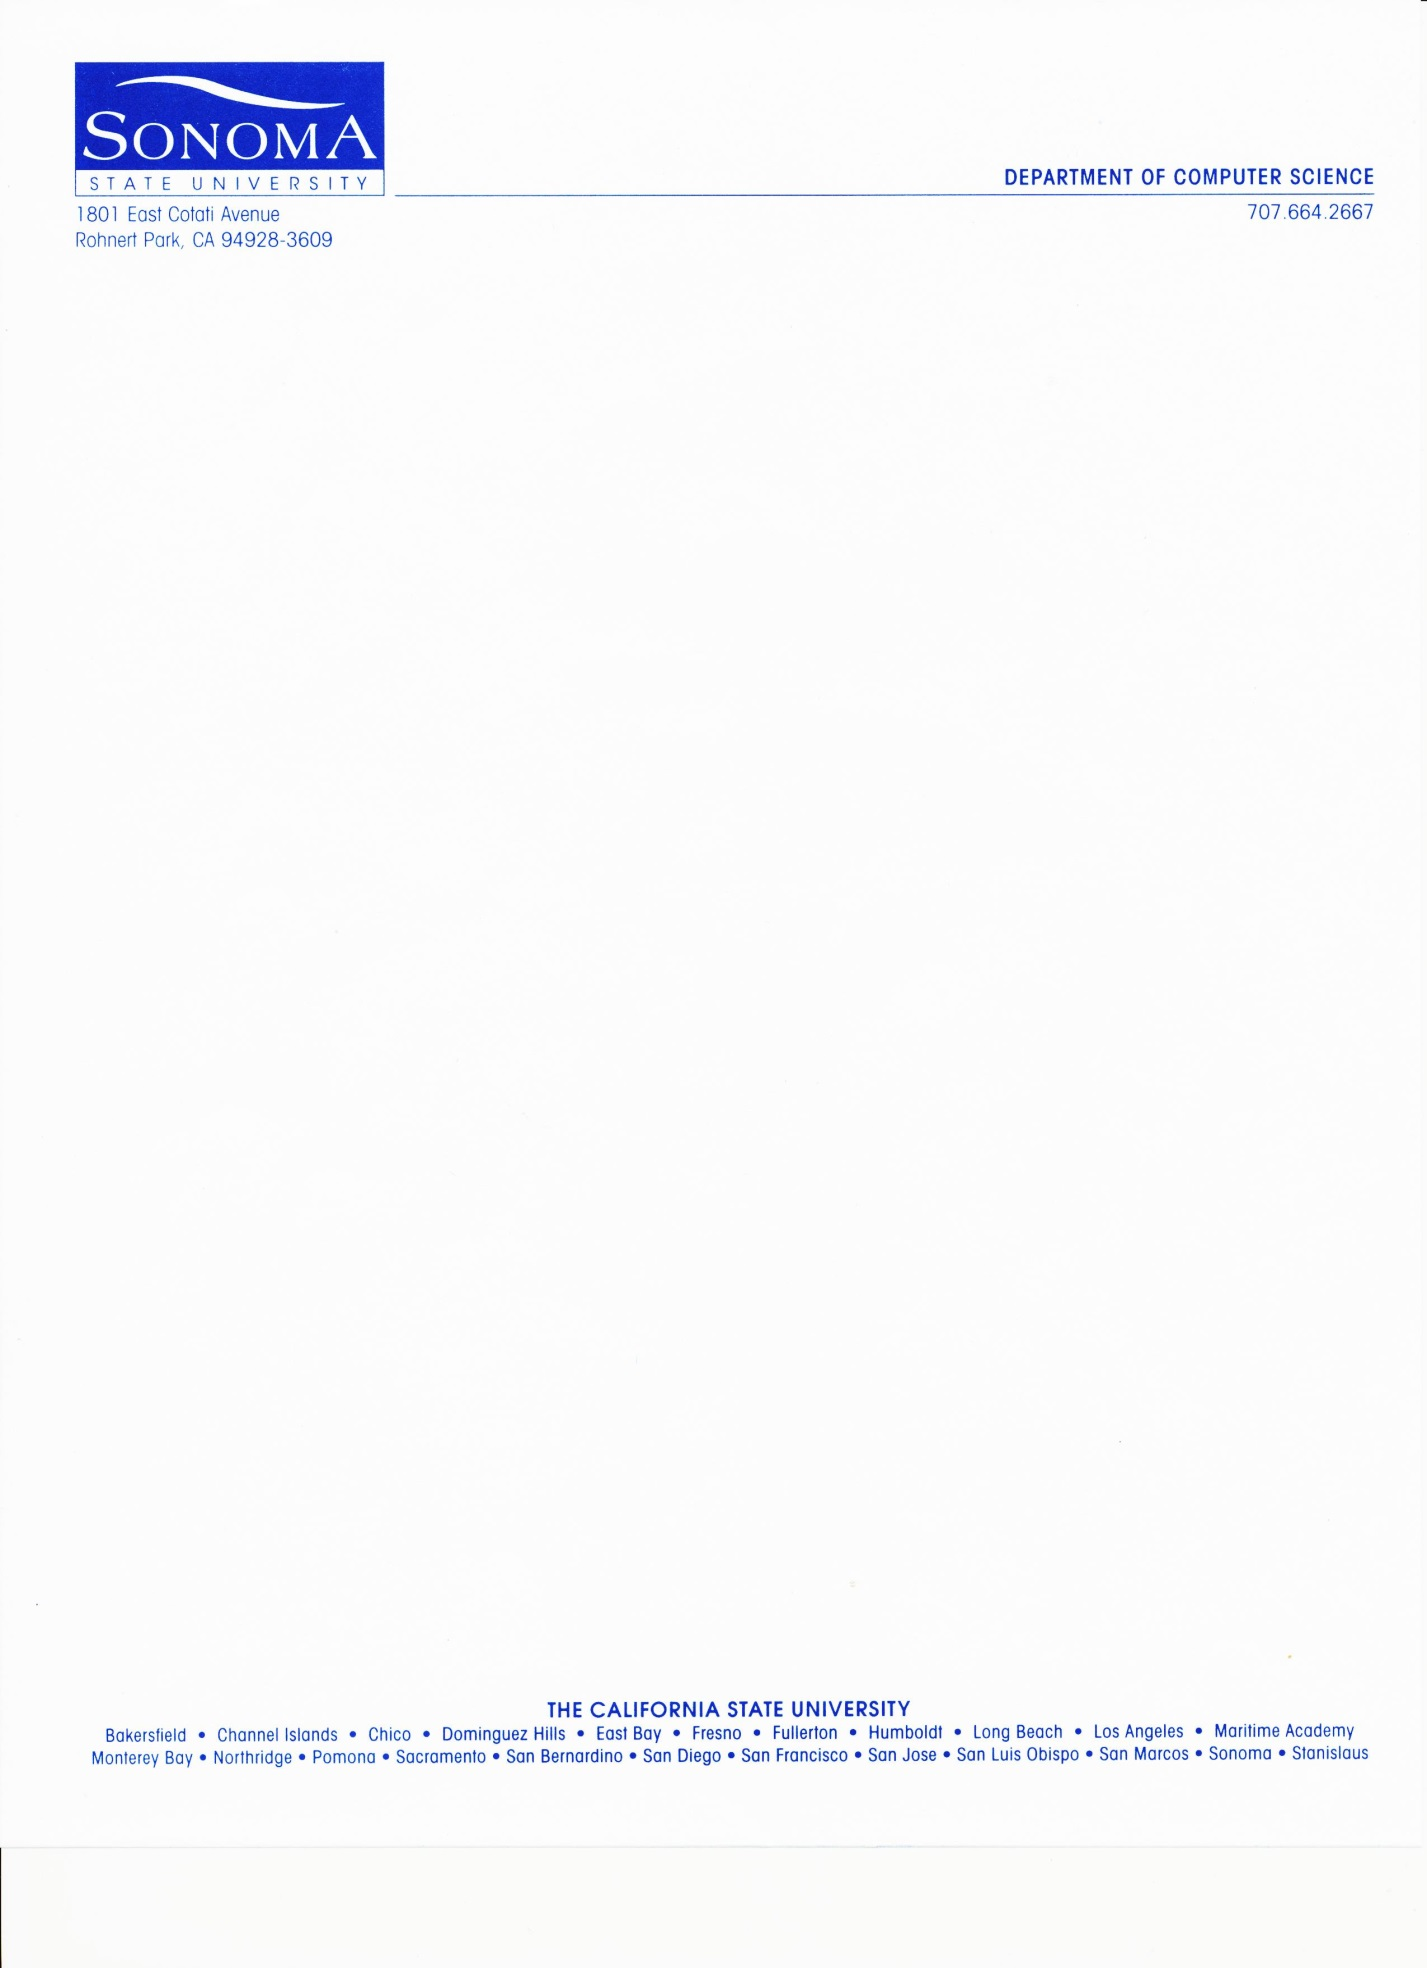 SONOMA
STATE UNIVERSITY
DEPARTMENT OF COMPUTER SCIENCE
1801 East Cotati Avenue
707.664.2667
Rohnert Park, CA 94928-3609
THE CALIFORNIA STATE UNIVERSITY
Bakersfield • Channel Islands • Chico • Dominguez Hills • East Bay • Fresno • Fullerton • Humboldt • Long Beach • Los Angeles • Maritime Academy
Monterey Bay • Northridge • Pomona • Sacramento • San Bernardino • San Diego • San Francisco • San Jose • San Luis Obispo • San Marcos • Sonoma • Stanislaus